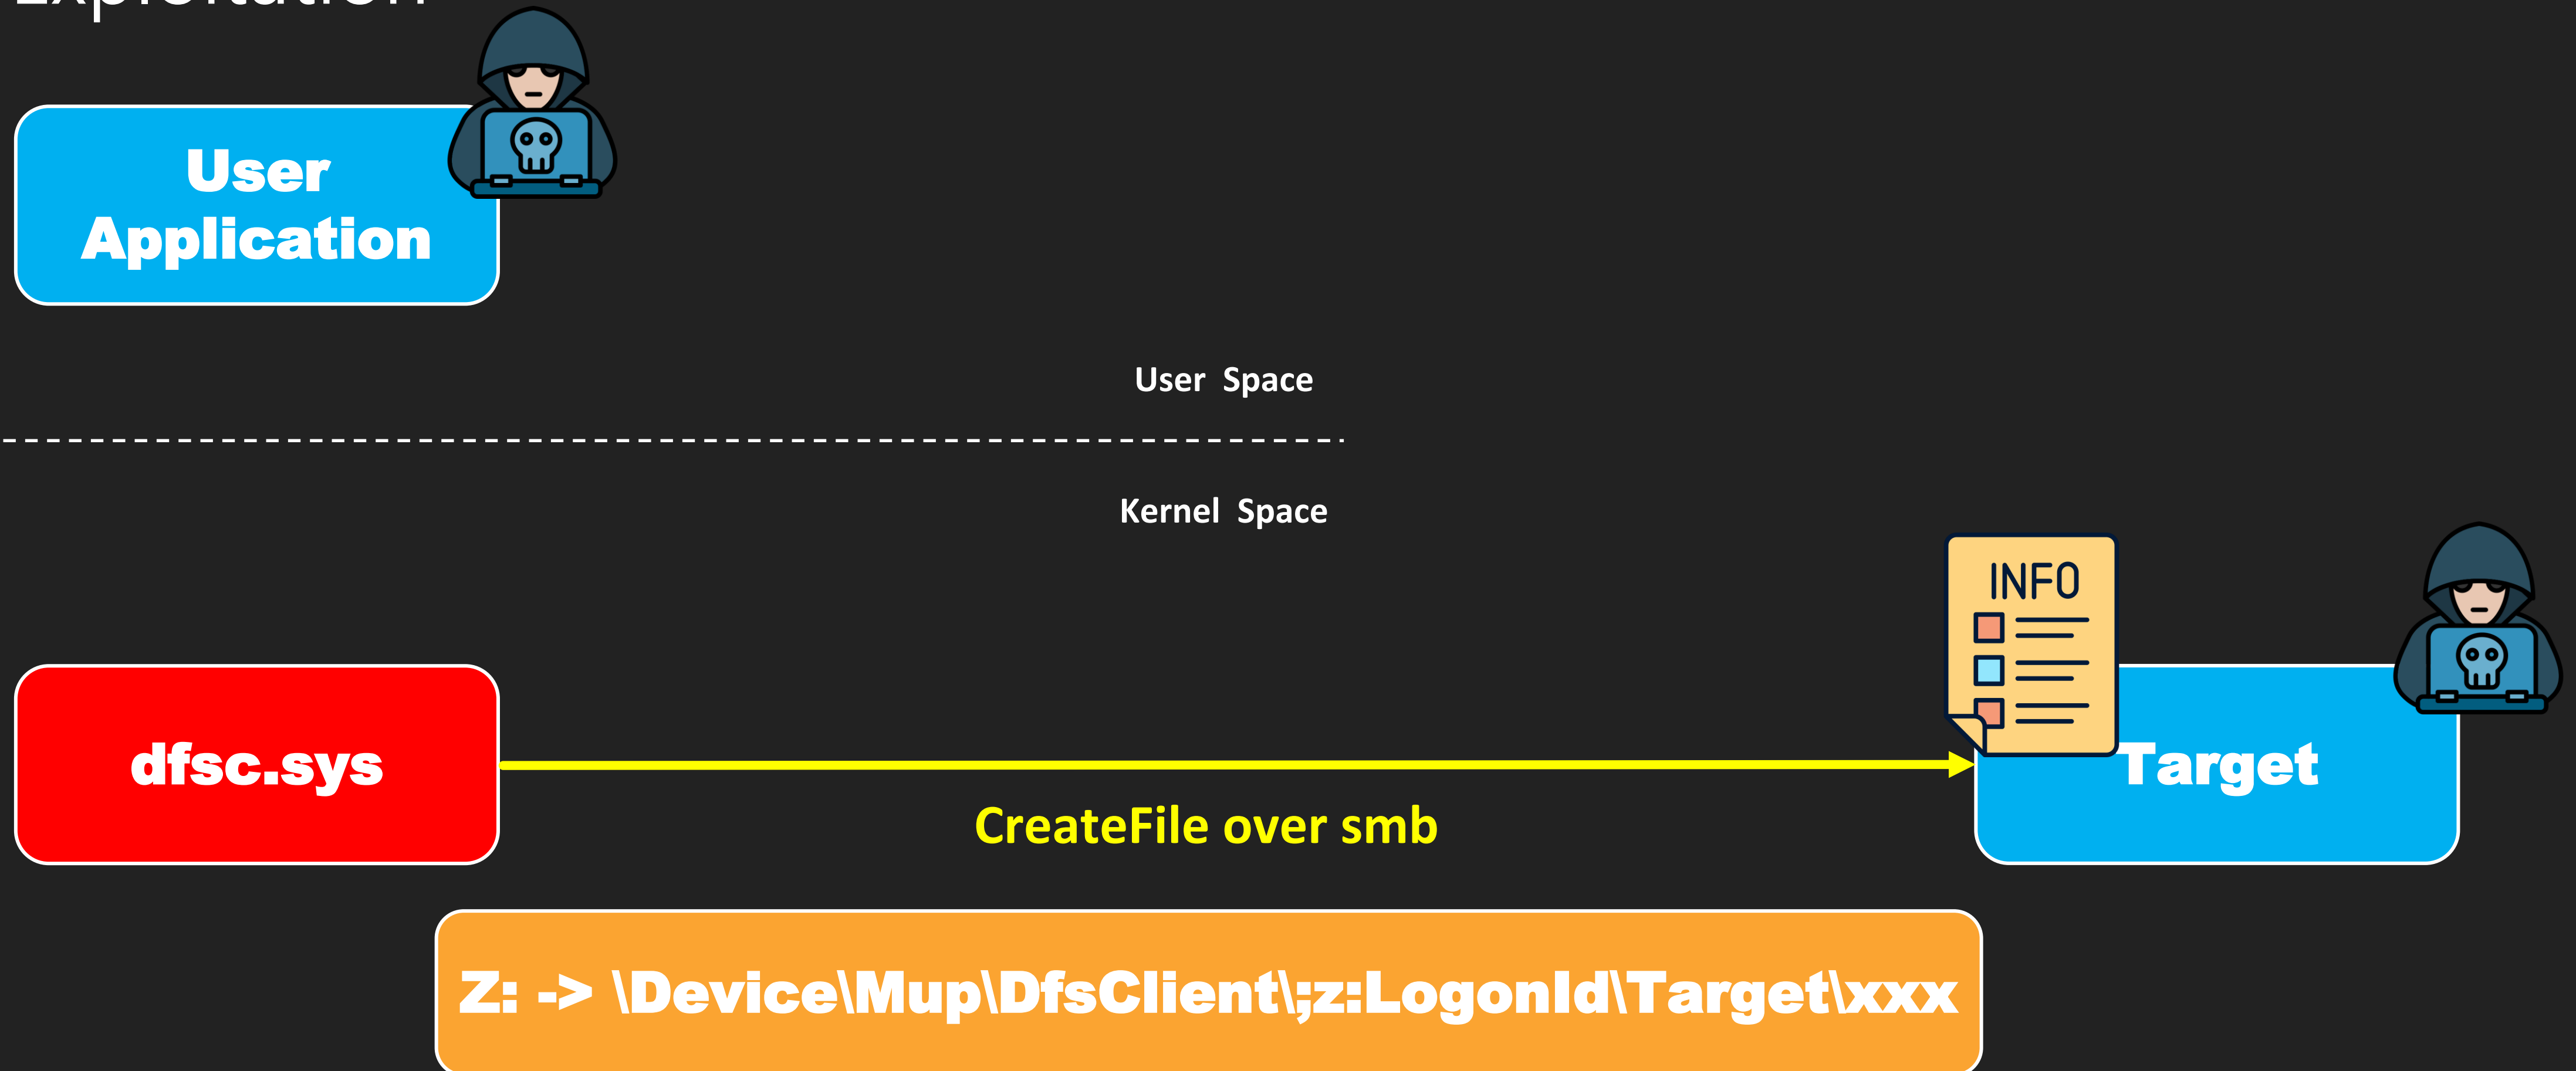 Exploitation
User
Application
User Space
Kernel Space
INFO
dfsc.sys
Target
CreateFile over smb
Z: -> \Device\Mup\DfsClient\;z:LogonId\Target\xxx